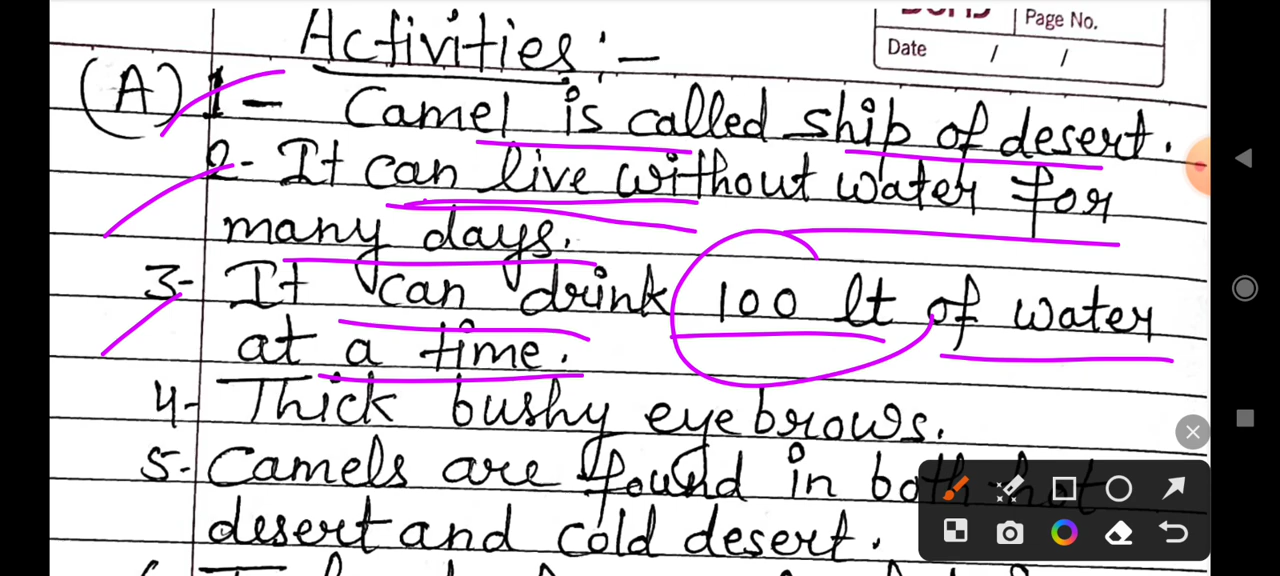 Page No.
Activities :-
Date / /
(A) 1- Camel is called ship of desert.
2- It can live without water for
many days.
3- It can drink 100 lt of water
at a time.
4- Thick bushy eyebrows.
5- Camels are found in both hot
desert and cold desert.